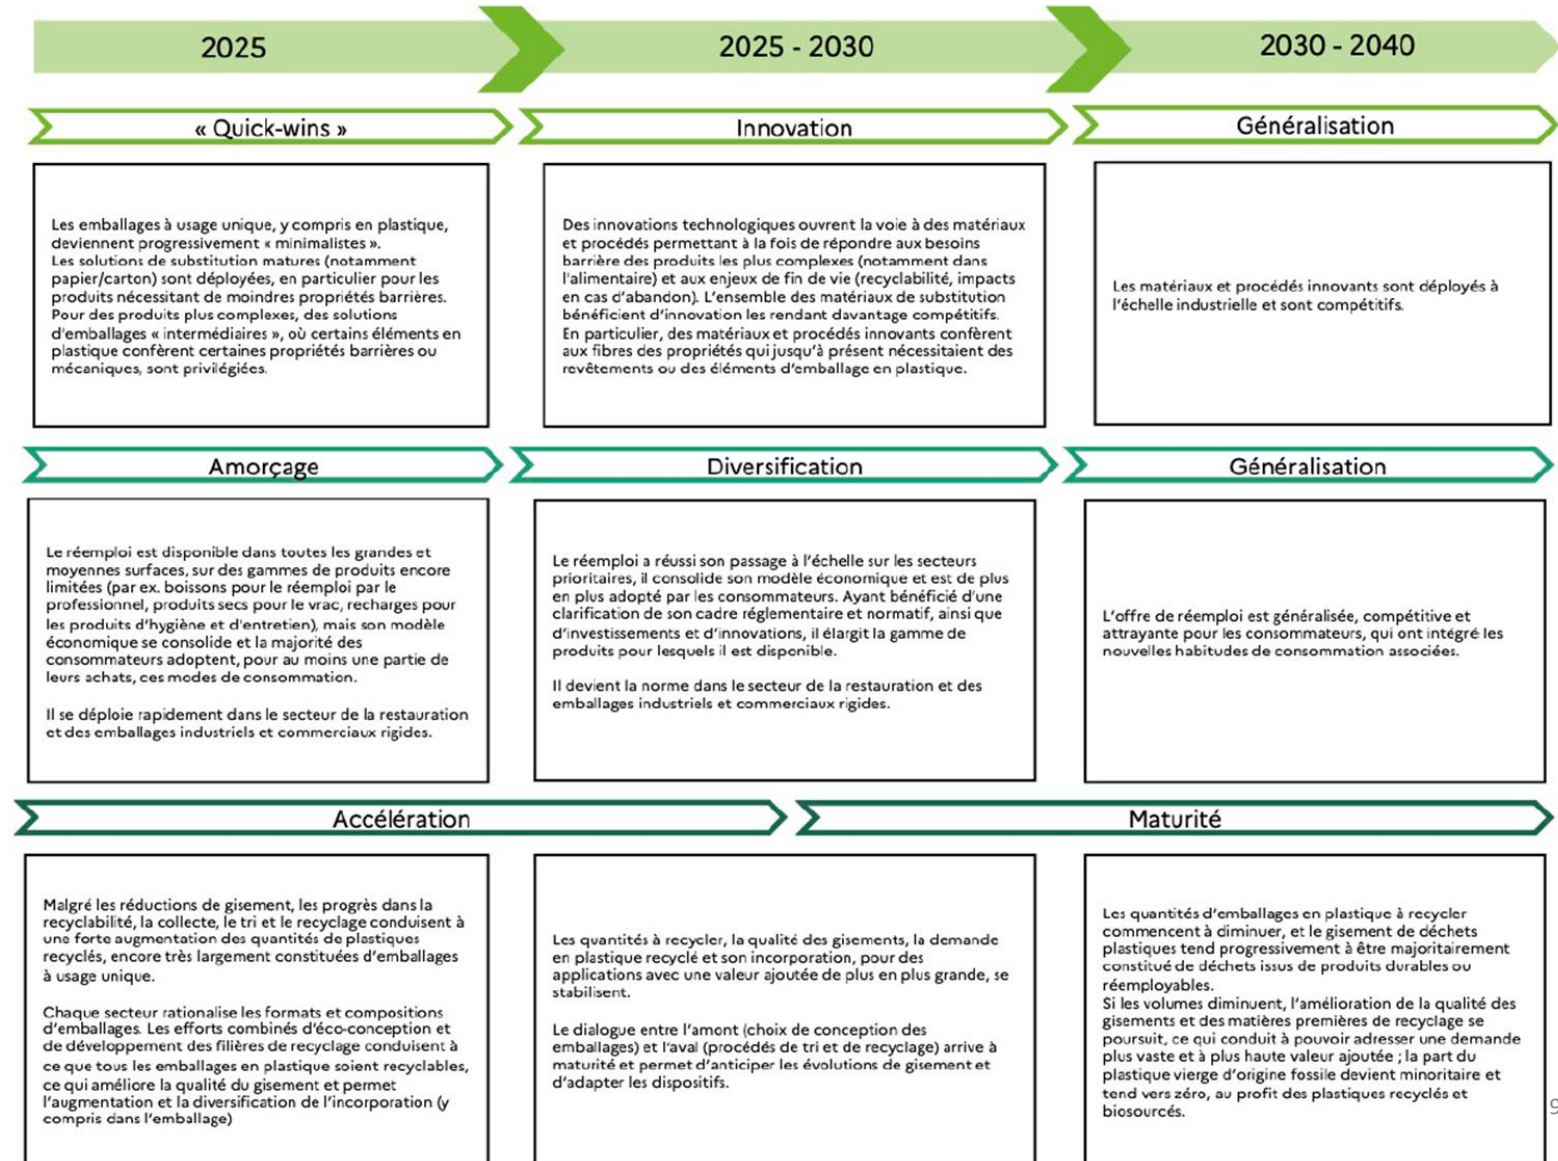 2025
2025 - 2030
2030 - 2040
« Quick-wins »
Innovation
Généralisation
Les emballages à usage unique, y compris en plastique,
deviennent progressivement « minimalistes ».
Les solutions de substitution matures (notamment
papier/carton) sont déployées, en particulier pour les
produits nécessitant de moindres propriétés barrières.
Pour des produits plus complexes, des solutions
d'emballages « intermédiaires », où certains éléments en
plastique confèrent certaines propriétés barrières ou
mécaniques, sont privilégiées.
Des innovations technologiques ouvrent la voie à des matériaux
et procédés permettant à la fois de répondre aux besoins
barrière des produits les plus complexes (notamment dans
l'alimentaire) et aux enjeux de fin de vie (recyclabilité, impacts
en cas d'abandon). L'ensemble des matériaux de substitution
bénéficient d'innovation les rendant davantage compétitifs.
En particulier, des matériaux et procédés innovants confèrent
aux fibres des propriétés qui jusqu'à présent nécessitaient des
revêtements ou des éléments d'emballage en plastique.
Les matériaux et procédés innovants sont déployés à
l'échelle industrielle et sont compétitifs.
Amorçage
Diversification
Généralisation
Le réemploi est disponible dans toutes les grandes et
moyennes surfaces, sur des gammes de produits encore
limitées (par ex. boissons pour le réemploi par le
professionnel, produits secs pour le vrac, recharges pour
les produits d'hygiène et d'entretien), mais son modèle
économique se consolide et la majorité des
consommateurs adoptent, pour au moins une partie de
leurs achats, ces modes de consommation.
Il se déploie rapidement dans le secteur de la restauration
et des emballages industriels et commerciaux rigides.
Le réemploi a réussi son passage à l'échelle sur les secteurs
prioritaires, il consolide son modèle économique et est de plus
en plus adopté par les consommateurs. Ayant bénéficié d'une
clarification de son cadre réglementaire et normatif, ainsi que
d'investissements et d'innovations, il élargit la gamme de
produits pour lesquels il est disponible.
Il devient la norme dans le secteur de la restauration et des
emballages industriels et commerciaux rigides.
L'offre de réemploi est généralisée, compétitive et
attrayante pour les consommateurs, qui ont intégré les
nouvelles habitudes de consommation associées.
Accélération
Maturité
Malgré les réductions de gisement, les progrès dans la
recyclabilité, la collecte, le tri et le recyclage conduisent à
une forte augmentation des quantités de plastiques
recyclés, encore très largement constituées d'emballages
à usage unique.
Chaque secteur rationalise les formats et compositions
d'emballages. Les efforts combinés d'éco-conception et
de développement des filières de recyclage conduisent à
ce que tous les emballages en plastique soient recyclables,
ce qui améliore la qualité du gisement et permet
l'augmentation et la diversification de l'incorporation (y
compris dans l'emballage)
Les quantités à recycler, la qualité des gisements, la demande
en plastique recyclé et son incorporation, pour des
applications avec une valeur ajoutée de plus en plus grande, se
stabilisent.
Le dialogue entre l'amont (choix de conception des
emballages) et l'aval (procédés de tri et de recyclage) arrive à
maturité et permet d'anticiper les évolutions de gisement et
d'adapter les dispositifs.
Les quantités d'emballages en plastique à recycler
commencent à diminuer, et le gisement de déchets
plastiques tend progressivement à être majoritairement
constitué de déchets issus de produits durables ou
réemployables.
Si les volumes diminuent, l'amélioration de la qualité des
gisements et des matières premières de recyclage se
poursuit, ce qui conduit à pouvoir adresser une demande
plus vaste et à plus haute valeur ajoutée ; la part du
plastique vierge d'origine fossile devient minoritaire et
tend vers zéro, au profit des plastiques recyclés et
biosourcés.
9